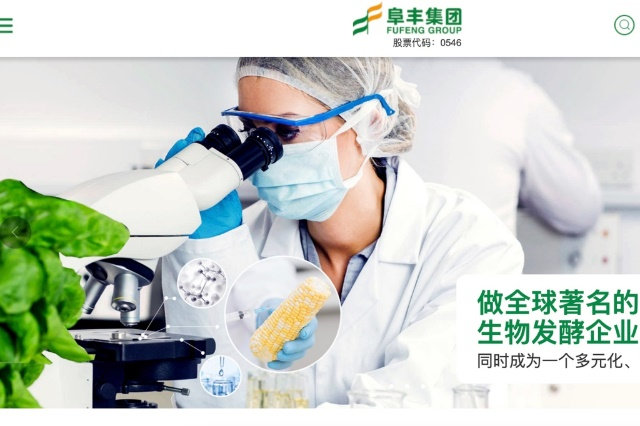 阜丰集团
FUFENG GROUP
股票代码：0546
做全球著名的
生物发酵企业
同时成为一个多元化、